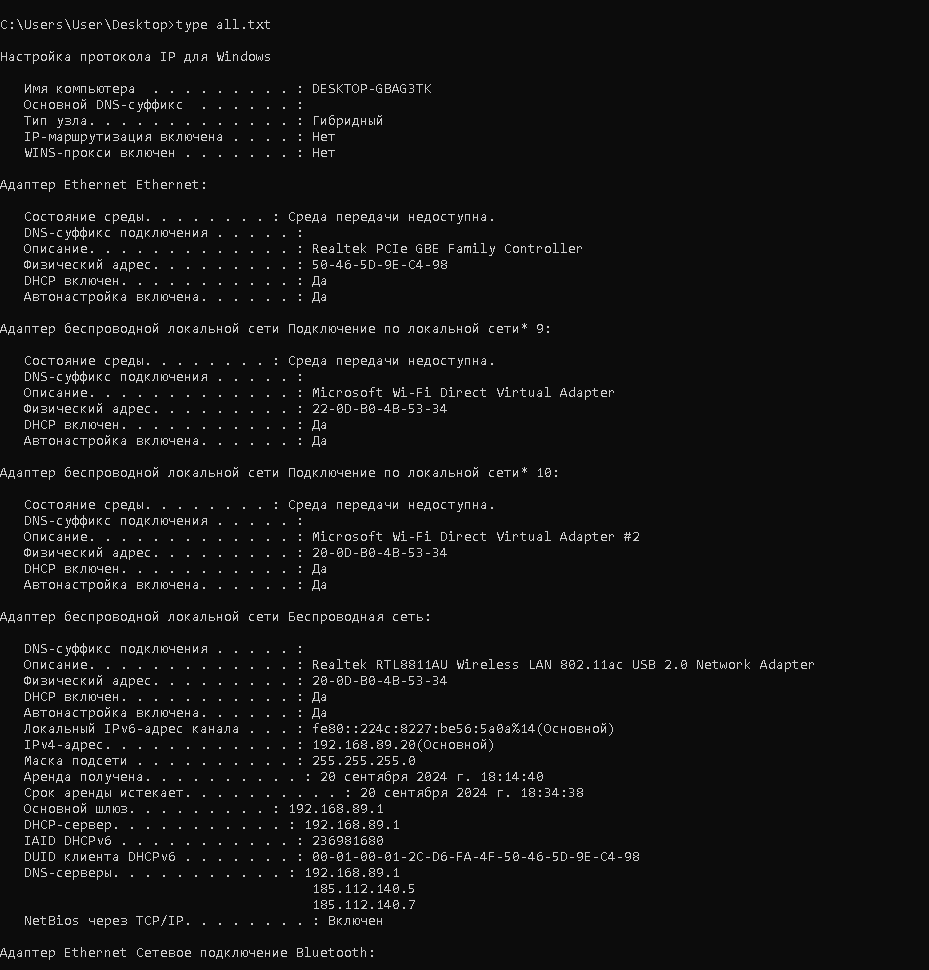 C:\Users\User\Desktop>type all.txt
Настройка протокола IP для Windows
Имя компьютера  . . . . . . . . . : DESKTOP-GBAG3TK
Основной DNS-суффикс  . . . . . . :
Тип узла. . . . . . . . . . . . . : Гибридный
IP-маршрутизация включена . . . . : Нет
WINS-прокси включен . . . . . . . : Нет
Адаптер Ethernet Ethernet:
Состояние среды. . . . . . . . : Среда передачи недоступна.
DNS-суффикс подключения . . . . . :
Описание. . . . . . . . . . . . . : Realtek PCIe GBE Family Controller
Физический адрес. . . . . . . . . : 50-46-5D-9E-C4-98
DHCP включен. . . . . . . . . . . : Да
Автонастройка включена. . . . . . : Да
Адаптер беспроводной локальной сети Подключение по локальной сети* 9:
Состояние среды. . . . . . . . : Среда передачи недоступна.
DNS-суффикс подключения . . . . . :
Описание. . . . . . . . . . . . . : Microsoft Wi-Fi Direct Virtual Adapter
Физический адрес. . . . . . . . . : 22-0D-B0-4B-53-34
DHCP включен. . . . . . . . . . . : Да
Автонастройка включена. . . . . . : Да
Адаптер беспроводной локальной сети Подключение по локальной сети* 10:
Состояние среды. . . . . . . . : Среда передачи недоступна.
DNS-суффикс подключения . . . . . :
Описание. . . . . . . . . . . . . : Microsoft Wi-Fi Direct Virtual Adapter #2
Физический адрес. . . . . . . . . : 20-0D-B0-4B-53-34
DHCP включен. . . . . . . . . . . : Да
Автонастройка включена. . . . . . : Да
Адаптер беспроводной локальной сети Беспроводная сеть:
DNS-суффикс подключения . . . . . :
Описание. . . . . . . . . . . . . : Realtek RTL8811AU Wireless LAN 802.11ac USB 2.0 Network Adapter
Физический адрес. . . . . . . . . : 20-0D-B0-4B-53-34
DHCP включен. . . . . . . . . . . : Да
Автонастройка включена. . . . . . : Да
Локальный IPv6-адрес канала . . . : fe80::224c:8227:be56:5a0a%14(Основной)
IPv4-адрес. . . . . . . . . . . . : 192.168.89.20(Основной)
Маска подсети . . . . . . . . . . : 255.255.255.0
Аренда получена. . . . . . . . . . : 20 сентября 2024 г. 18:14:40
Срок аренды истекает. . . . . . . . . . : 20 сентября 2024 г. 18:34:38
Основной шлюз. . . . . . . . . : 192.168.89.1
DHCP-сервер. . . . . . . . . . . : 192.168.89.1
IAID DHCPv6 . . . . . . . . . . . : 236981680
DUID клиента DHCPv6 . . . . . . . : 00-01-00-01-2C-D6-FA-4F-50-46-5D-9E-C4-98
DNS-серверы. . . . . . . . . . . : 192.168.89.1
185.112.140.5
185.112.140.7
NetBios через TCP/IP. . . . . . . . : Включен
Адаптер Ethernet Сетевое подключение Bluetooth: